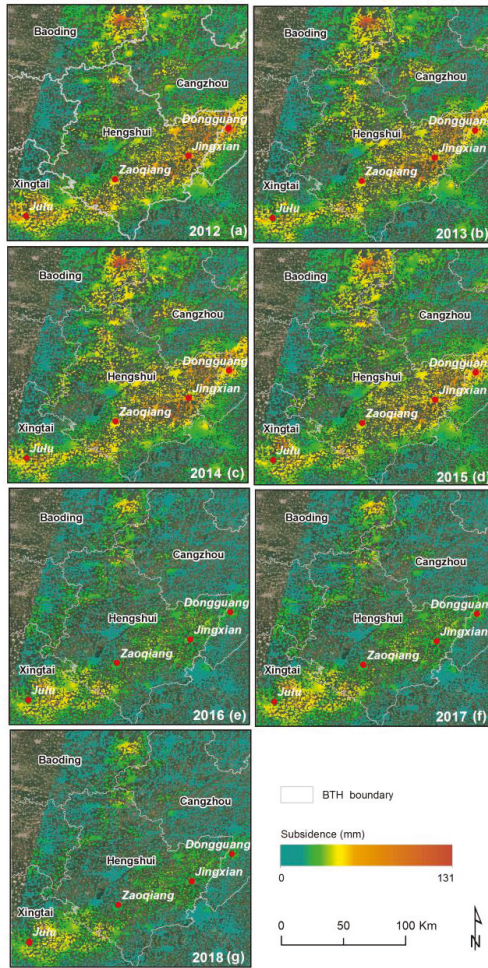 Baoding
Cangzhou
Dongguang
Hengshui
Jingxian
Zaoqiang
Xingtai
Julu
2012 (a)
Baoding
Cangzhou
Dongguang
Hengshui
Jingxian
Zaoqiang
Xingtai
Julu
2013 (b)
Baoding
Cangzhou
Dongguang
Hengshui
Jingxian
Zaoqiang
Xingtai
Julu
2014 (c)
Baoding
Cangzhou
Dongguang
Hengshui
Jingxian
Zaoqiang
Xingtai
Julu
2015 (d)
Baoding
Cangzhou
Dongguang
Hengshui
Jingxian
Zaoqiang
Xingtai
Julu
2016 (e)
Baoding
Cangzhou
Dongguang
Hengshui
Jingxian
Zaoqiang
Xingtai
Julu
2017 (f)
Baoding
Cangzhou
Dongguang
Hengshui
Jingxian
Zaoqiang
Xingtai
Julu
2018 (g)
BTH boundary
Subsidence (mm)
0 131
0 50 100 Km
N